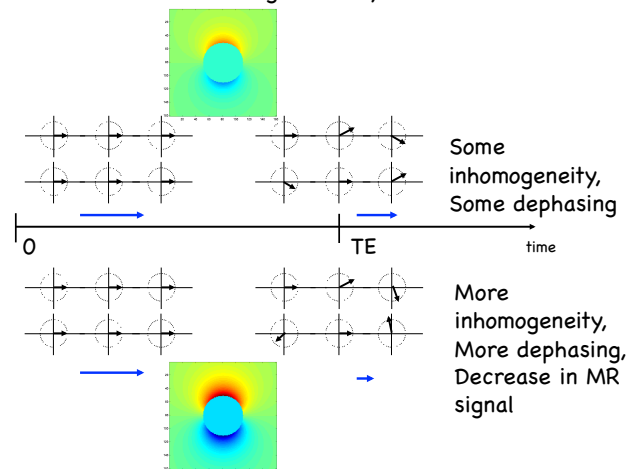 Some
inhomogeneity,
Some dephasing
0
TE
time
More
inhomogeneity,
More dephasing,
Decrease in MR
signal